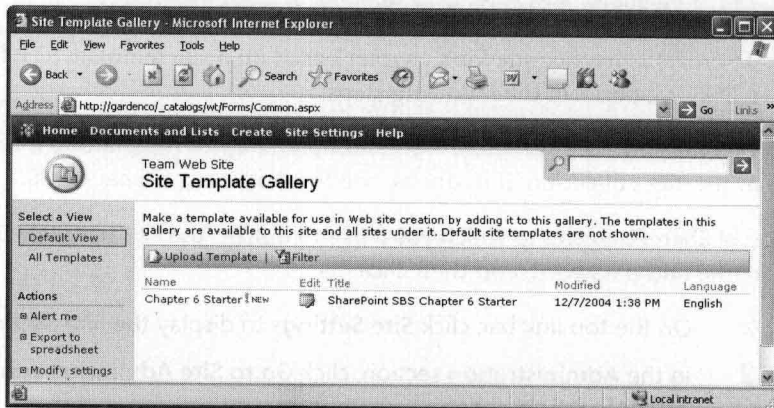 Site Template Gallery - Microsoft Internet Explorer
File Edit View Favorites Tools Help
Back Search Favorites
Address http://gardenco/_catalogs/wt/Forms/Common.aspx Go Links »
Home Documents and Lists Create Site Settings Help
Team Web Site
Site Template Gallery
Select a View
Default View
All Templates
Actions
Alert me
Export to
spreadsheet
Modify settings
Make a template available for use in Web site creation by adding it to this gallery. The templates in this
gallery are available to this site and all sites under it. Default site templates are not shown.
Upload Template | Filter
Name Edit Title Modified Language
Chapter 6 Starter ! NEW SharePoint SBS Chapter 6 Starter 12/7/2004 1:38 PM English
Local intranet